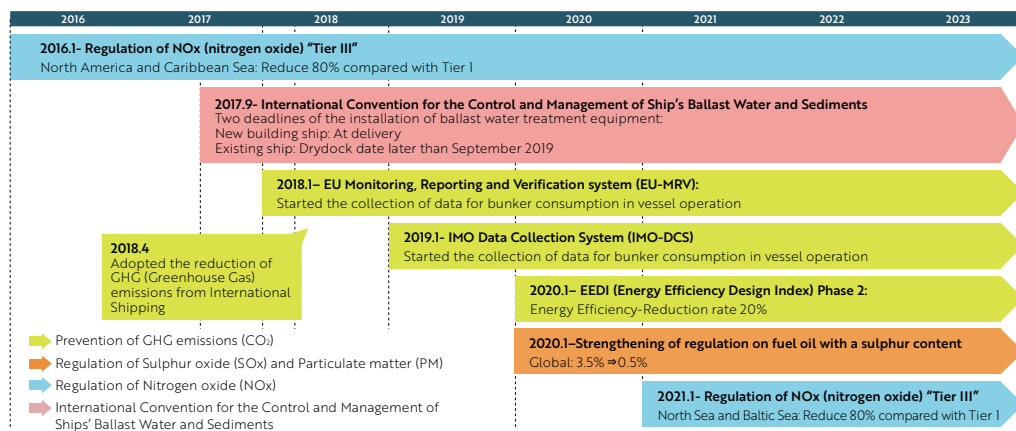 2016 2017 2018 2019 2020 2021 2022 2023
2016.1- Regulation of NOx (nitrogen oxide) "Tier III"
North America and Caribbean Sea: Reduce 80% compared with Tier 1
2017.9- International Convention for the Control and Management of Ship's Ballast Water and Sediments
Two deadlines of the installation of ballast water treatment equipment:
New building ship: At delivery
Existing ship: Drydock date later than September 2019
2018.1– EU Monitoring, Reporting and Verification system (EU-MRV):
Started the collection of data for bunker consumption in vessel operation
2019.1- IMO Data Collection System (IMO-DCS)
Started the collection of data for bunker consumption in vessel operation
2018.4
Adopted the reduction of
GHG (Greenhouse Gas)
emissions from International
Shipping
2020.1– EEDI (Energy Efficiency Design Index) Phase 2:
Energy Efficiency-Reduction rate 20%
2020.1–Strengthening of regulation on fuel oil with a sulphur content
Global: 3.5% ⇒0.5%
2021.1- Regulation of NOx (nitrogen oxide) "Tier III"
North Sea and Baltic Sea: Reduce 80% compared with Tier 1
Prevention of GHG emissions (CO₂)
Regulation of Sulphur oxide (SOx) and Particulate matter (PM)
Regulation of Nitrogen oxide (NOx)
International Convention for the Control and Management of
Ships' Ballast Water and Sediments